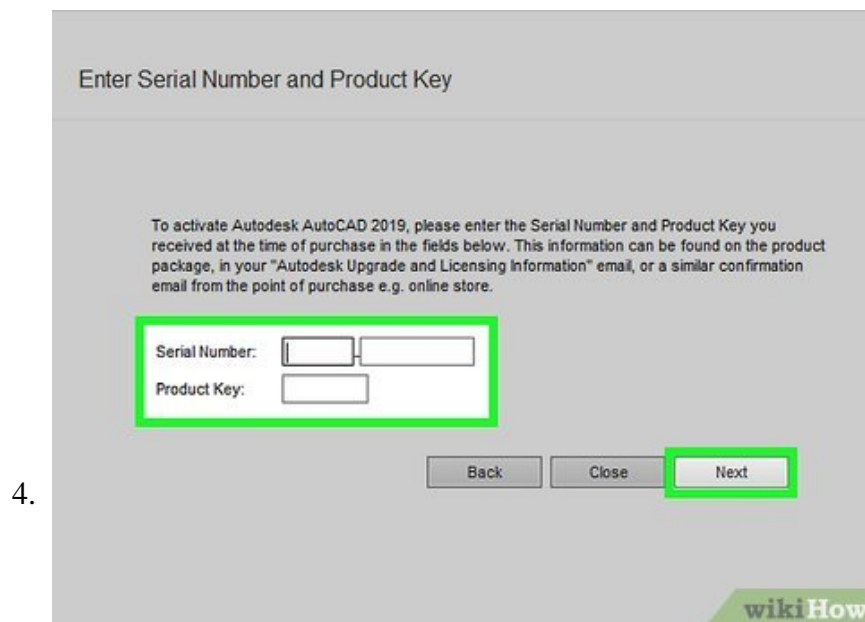 Enter Serial Number and Product Key
To activate Autodesk AutoCAD 2019, please enter the Serial Number and Product Key you
received at the time of purchase in the fields below. This information can be found on the product
package, in your "Autodesk Upgrade and Licensing Information" email, or a similar confirmation
email from the point of purchase e.g. online store.
Serial Number: -
Product Key:
Back Close Next
4.
wikiHow